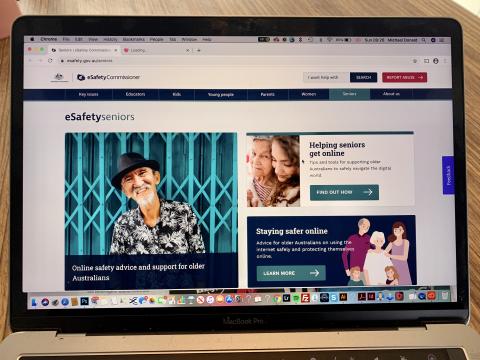 Chrome File Edit View History Bookmarks People Tab Window Help
Seniors | eSafety Commission
Loading...
esafety.gov.au/seniors
eSafetyCommissioner
I need help with
SEARCH
REPORT ABUSE
Key issues Educators Kids Young people Parents Women Seniors About us
eSafetyseniors
Online safety advice and support for older
Australians
Helping seniors
get online
Tips and tools for supporting older
Australians to safely navigate the digital
world.
FIND OUT HOW
Staying safer online
Advice for older Australians on using the
internet safely and protecting themselves
online.
LEARN MORE
Feedback
MacBook Pro